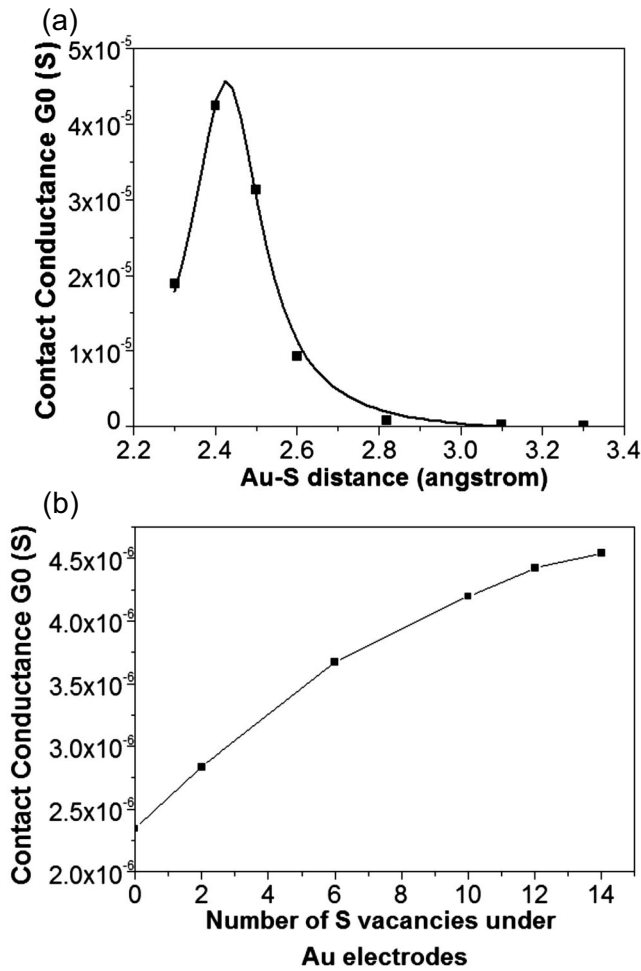 (a)
Contact Conductance G0 (S)
5x10-5
4x10-5
3x10-5
2x10-5
1x10-5
0
2.2 2.4 2.6 2.8 3.0 3.2 3.4
Au-S distance (angstrom)
(b)
Contact Conductance G0 (S)
4.5x10-6
4.0x10-6
3.5x10-6
3.0x10-6
2.5x10-6
2.0x10-6
0 2 4 6 8 10 12 14
Number of S vacancies under
Au electrodes